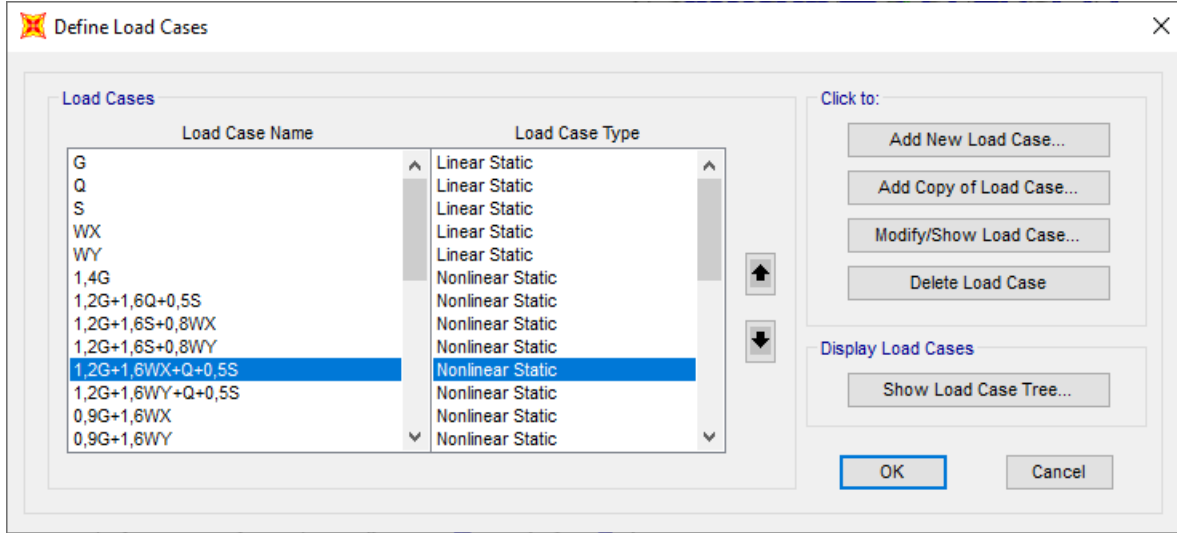 Define Load Cases
Load Cases
Load Case Name Load Case Type
G Linear Static
Q Linear Static
S Linear Static
WX Linear Static
WY Linear Static
1,4G Nonlinear Static
1,2G+1,6Q+0,5S Nonlinear Static
1,2G+1,6S+0,8WX Nonlinear Static
1,2G+1,6S+0,8WY Nonlinear Static
1,2G+1,6WX+Q+0,5S Nonlinear Static
1,2G+1,6WY+Q+0,5S Nonlinear Static
0,9G+1,6WX Nonlinear Static
0,9G+1,6WY Nonlinear Static
Click to:
Add New Load Case...
Add Copy of Load Case...
Modify/Show Load Case...
Delete Load Case
Display Load Cases
Show Load Case Tree...
OK Cancel